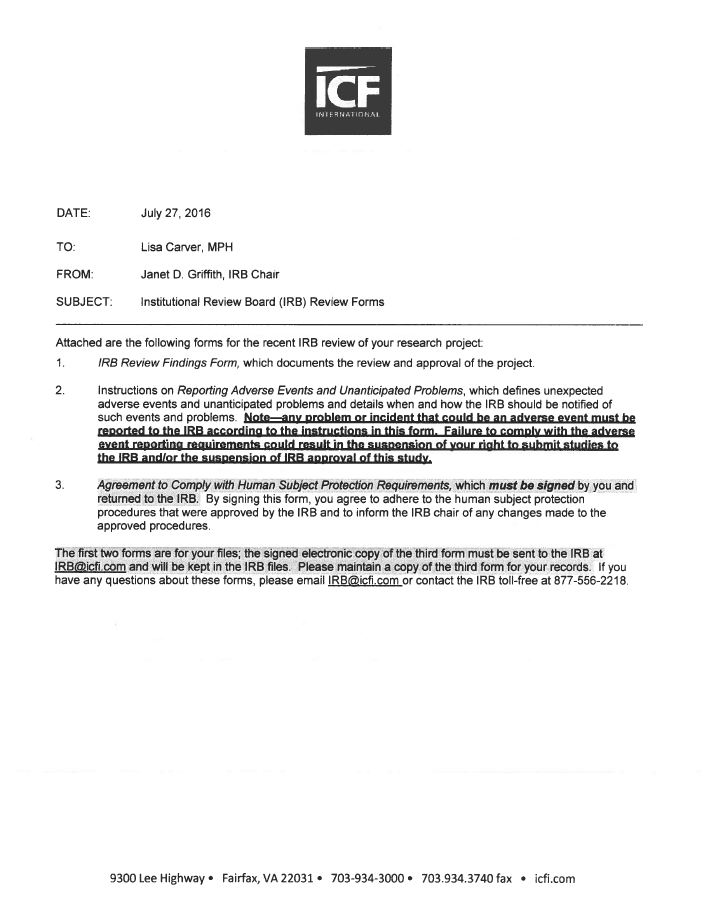 ICF
INTERNATIONAL
DATE: July 27, 2016
TO: Lisa Carver, MPH
FROM: Janet D. Griffith, IRB Chair
SUBJECT: Institutional Review Board (IRB) Review Forms
Attached are the following forms for the recent IRB review of your research project:
1. IRB Review Findings Form, which documents the review and approval of the project.
2. Instructions on Reporting Adverse Events and Unanticipated Problems, which defines unexpected
adverse events and unanticipated problems and details when and how the IRB should be notified of
such events and problems. Note—any problem or incident that could be an adverse event must be
reported to the IRB according to the instructions in this form. Failure to comply with the adverse
event reporting requirements could result in the suspension of your right to submit studies to
the IRB and/or the suspension of IRB approval of this study.
3. Agreement to Comply with Human Subject Protection Requirements, which must be signed by you and
returned to the IRB. By signing this form, you agree to adhere to the human subject protection
procedures that were approved by the IRB and to inform the IRB chair of any changes made to the
approved procedures.
The first two forms are for your files; the signed electronic copy of the third form must be sent to the IRB at
IRB@icfi.com and will be kept in the IRB files. Please maintain a copy of the third form for your records. If you
have any questions about these forms, please email IRB@icfi.com or contact the IRB toll-free at 877-556-2218.
9300 Lee Highway • Fairfax, VA 22031 • 703-934-3000 • 703.934.3740 fax • icfi.com